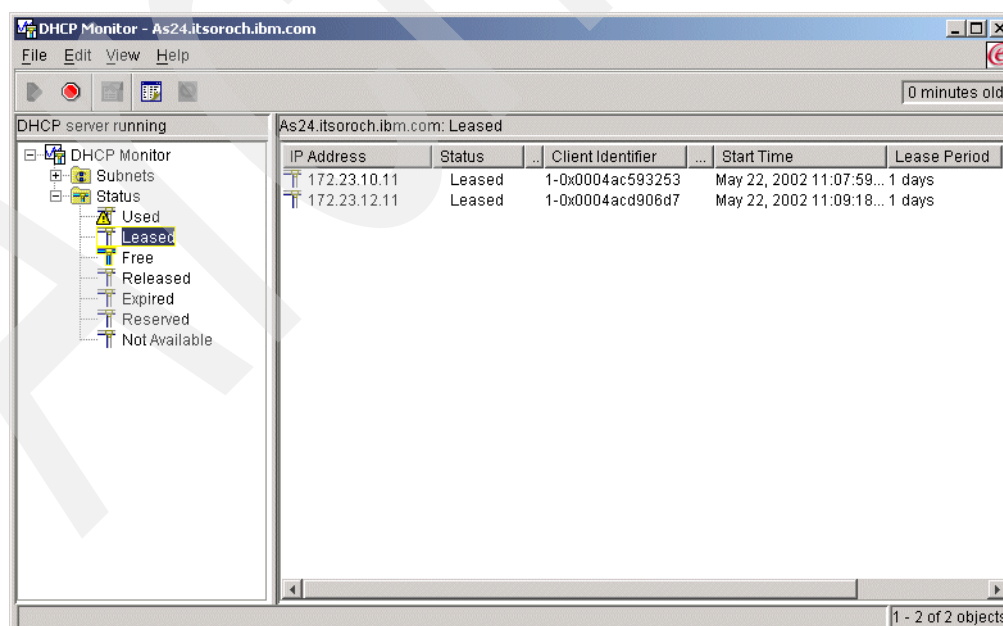 DHCP Monitor - As24.itsoroch.ibm.com
File Edit View Help
0 minutes old
DHCP server running
As24.itsoroch.ibm.com: Leased
DHCP Monitor
Subnets
Status
Used
Leased
Free
Released
Expired
Reserved
Not Available
IP Address Status .. Client Identifier ... Start Time Lease Period
172.23.10.11 Leased 1-0x0004ac593253 May 22, 2002 11:07:59... 1 days
172.23.12.11 Leased 1-0x0004acd906d7 May 22, 2002 11:09:18... 1 days
1 - 2 of 2 objects